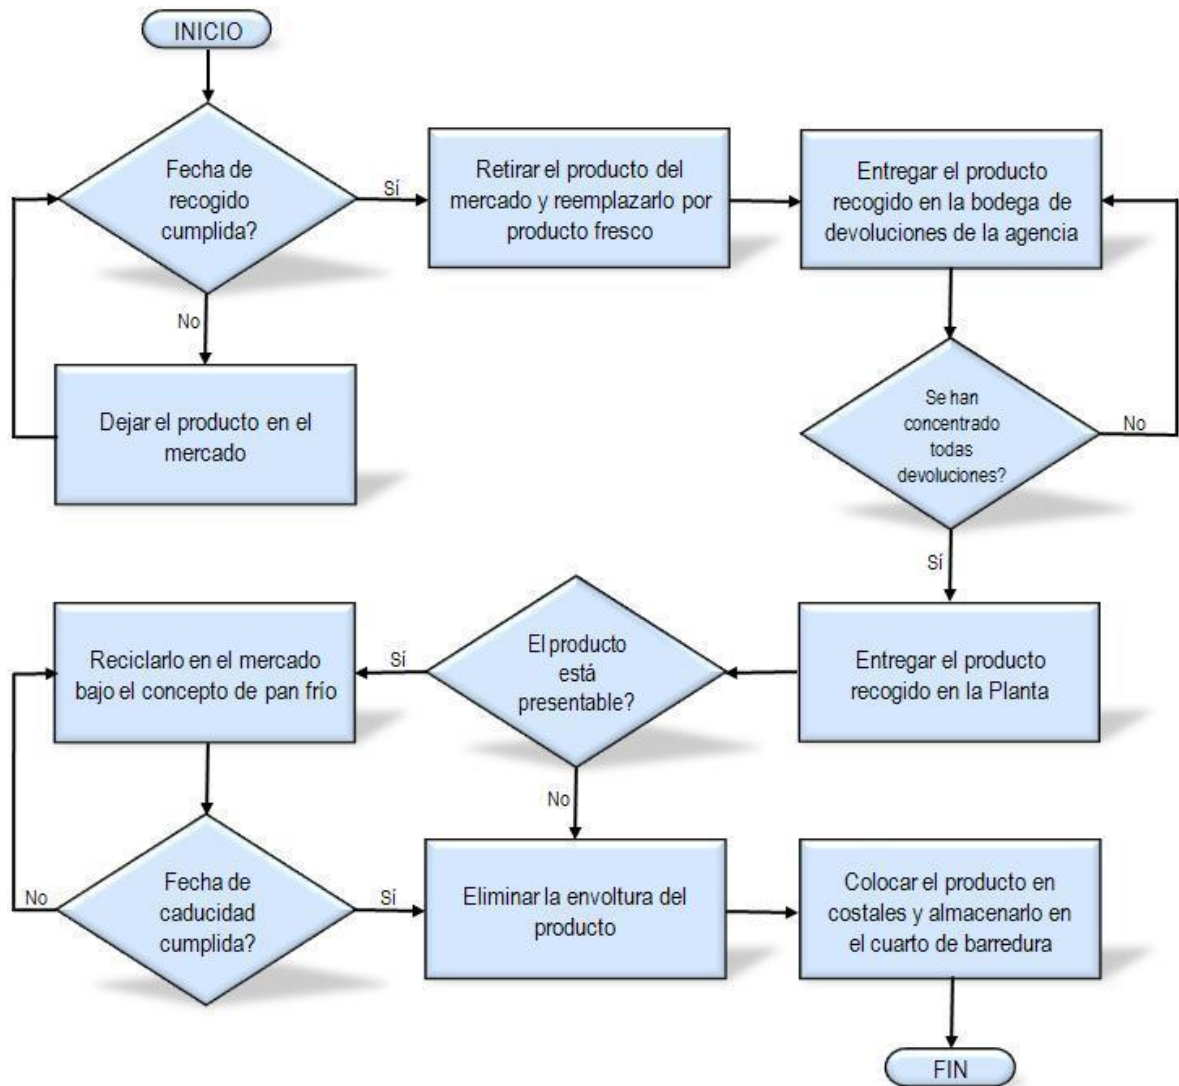 INICIO
Fecha de
recogido
cumplida?
Sí
No
Retirar el producto del
mercado y reemplazarlo por
producto fresco
Entregar el producto
recogido en la bodega de
devoluciones de la agencia
Dejar el producto en el
mercado
Se han
concentrado
todas
devoluciones?
No
Sí
Entregar el producto
recogido en la Planta
El producto
está
presentable?
Sí
No
Reciclarlo en el mercado
bajo el concepto de pan frío
Fecha de
caducidad
cumplida?
No
Sí
Eliminar la envoltura del
producto
Colocar el producto en
costales y almacenarlo en
el cuarto de barredura
FIN